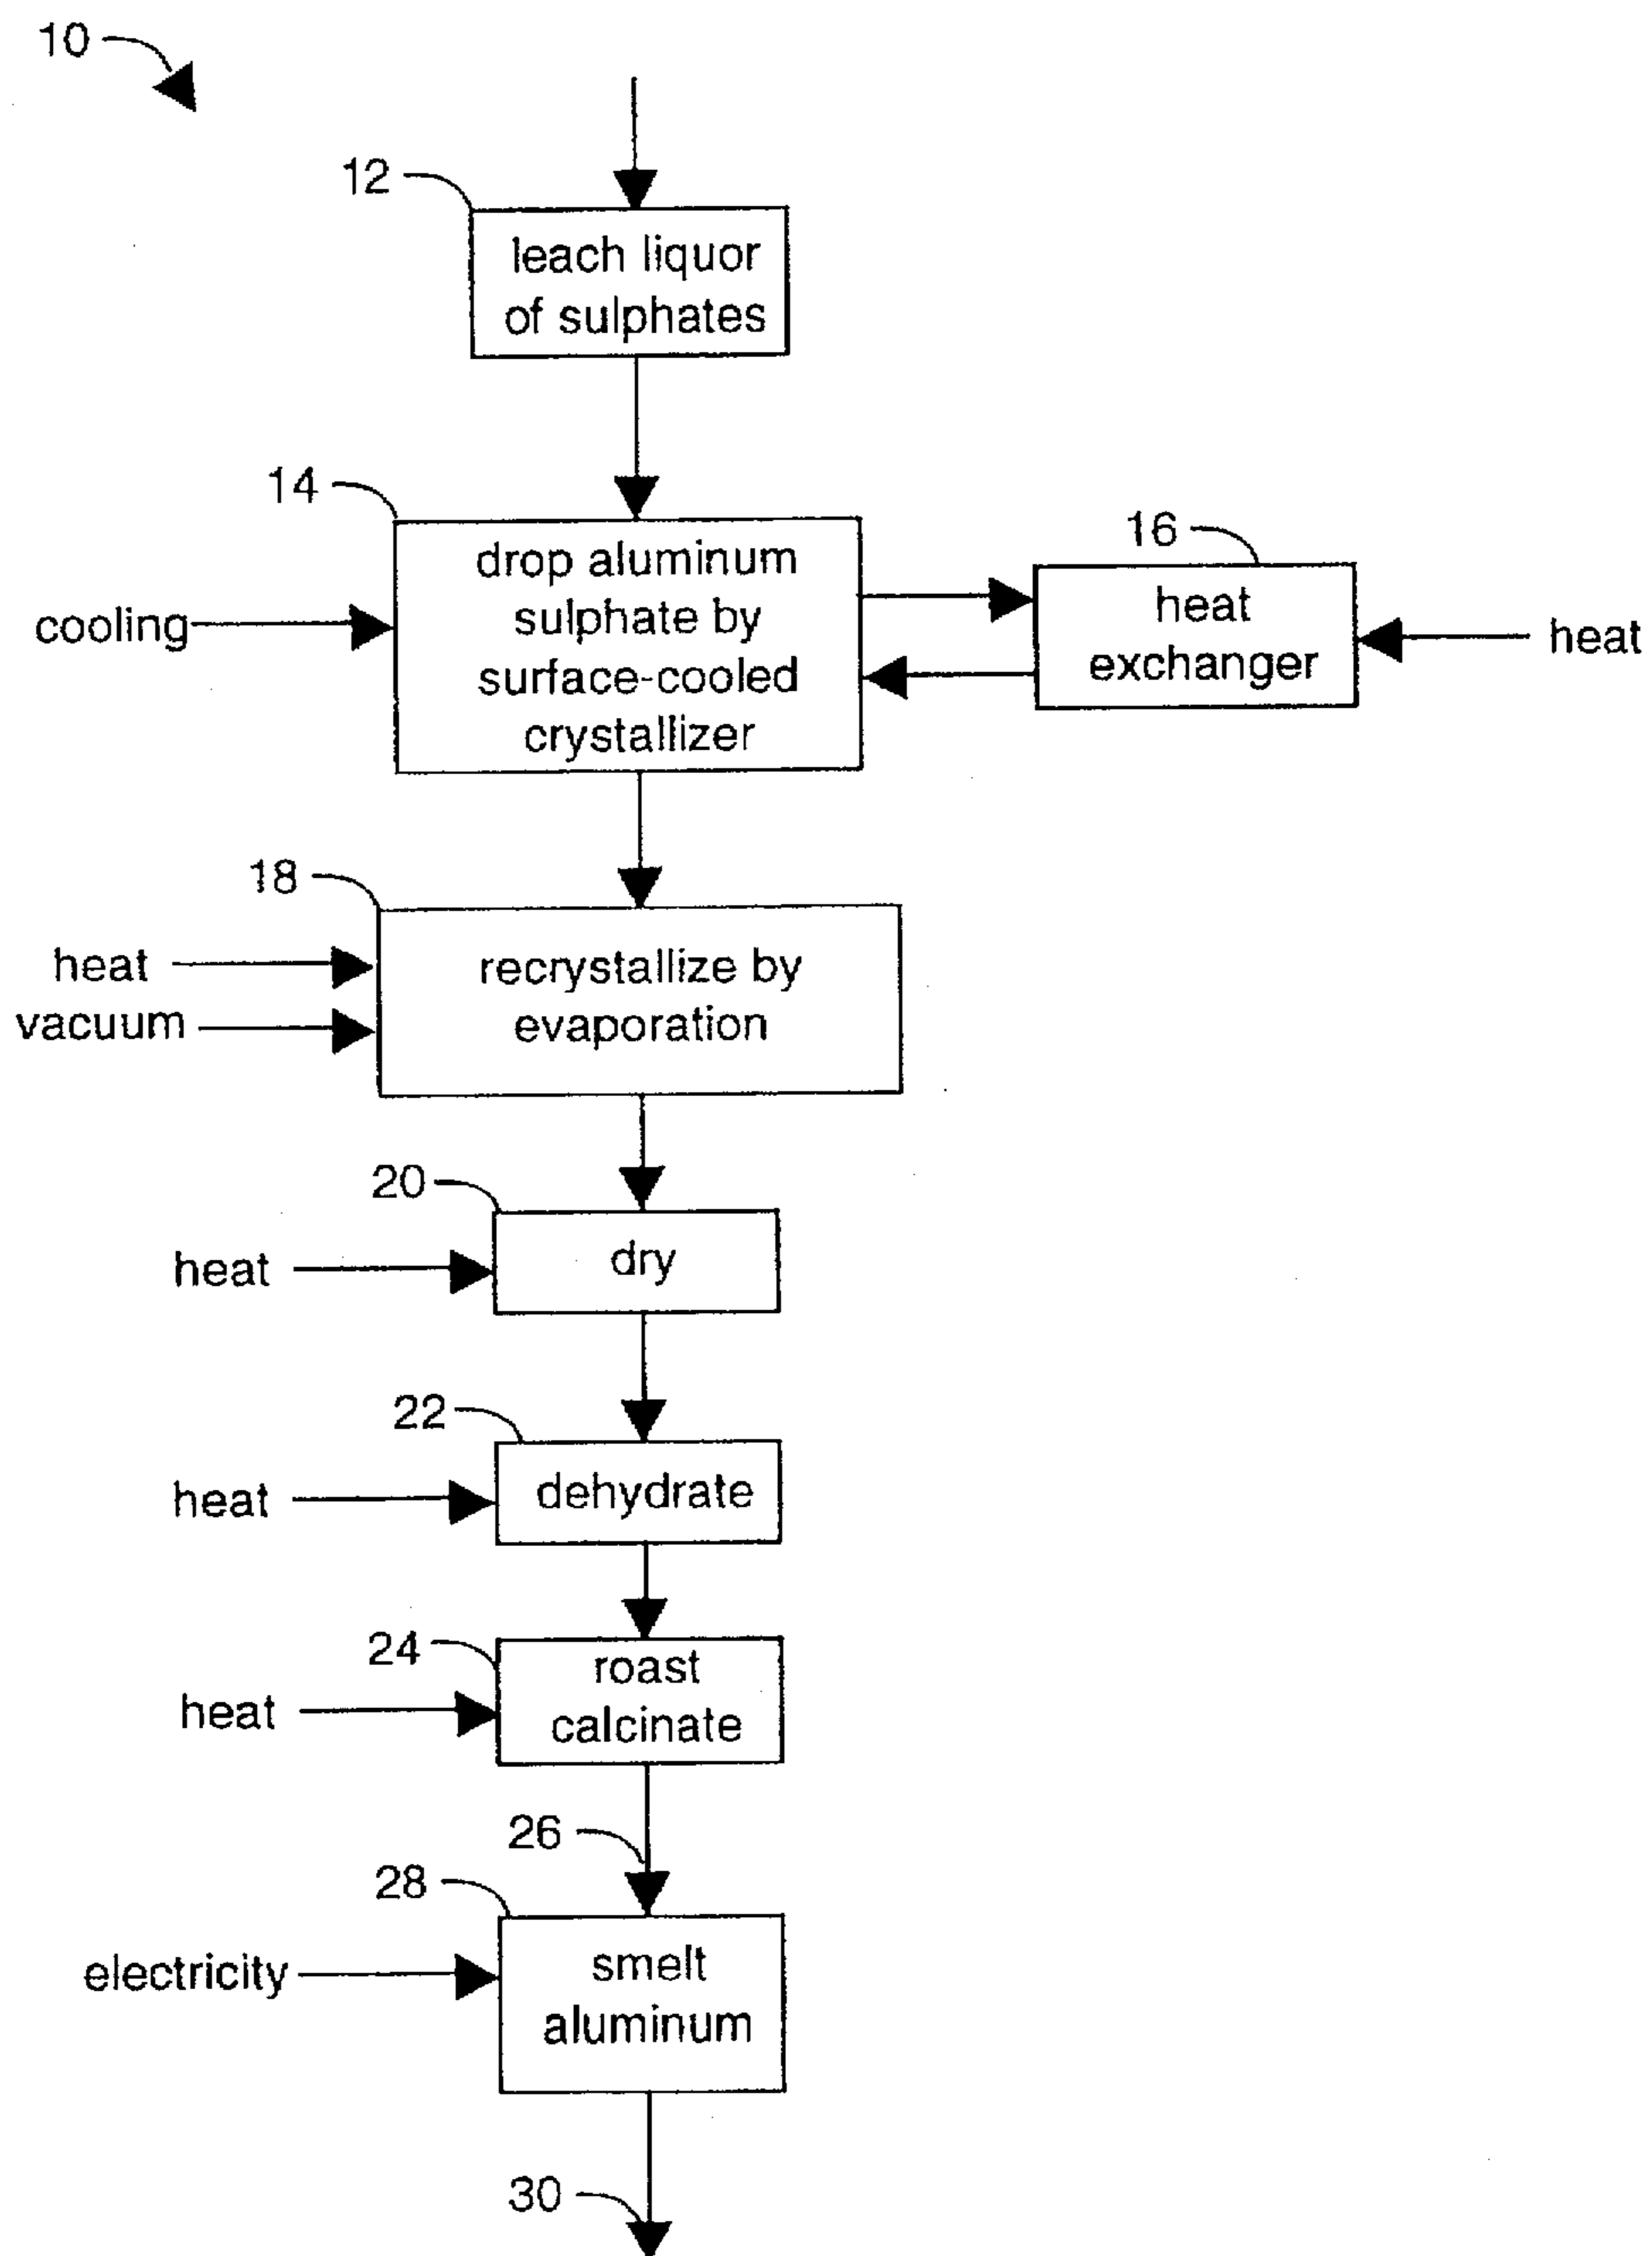 10
12
leach liquor
of sulphates
14
drop aluminum
sulphate by
surface-cooled
crystallizer
cooling
16
heat
exchanger
heat
18
recrystallize by
evaporation
heat
vacuum
20
dry
heat
22
dehydrate
heat
24
roast
calcinate
heat
26
28
smelt
aluminum
electricity
30